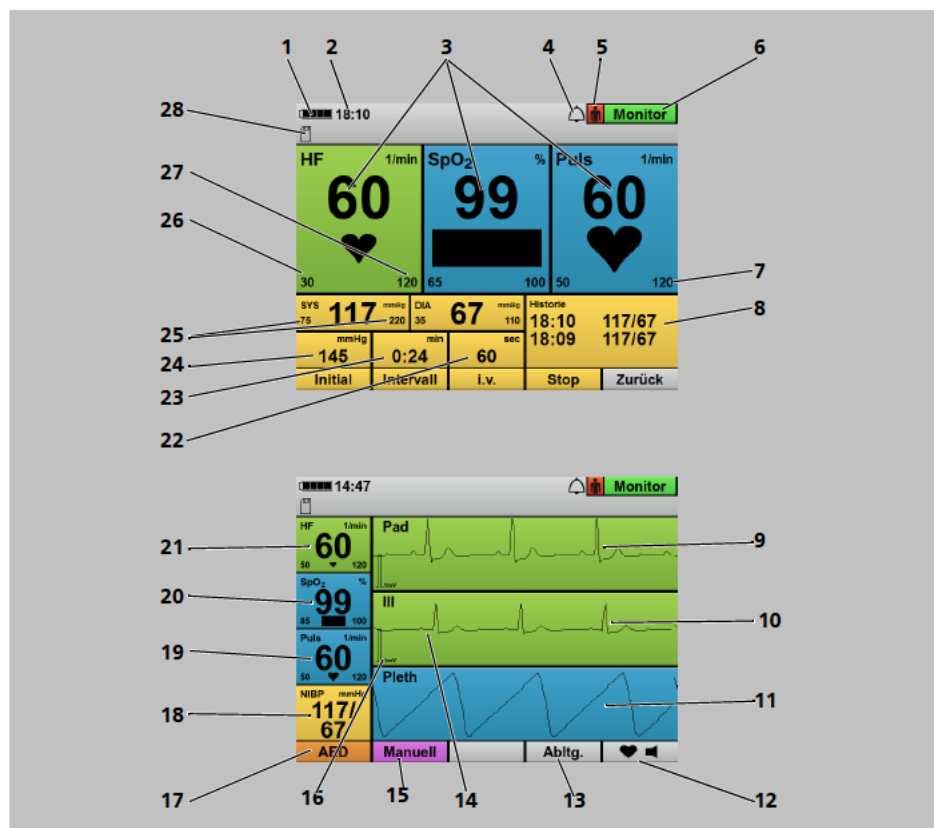 1 2 3 4 5 6
18:10 Monitor
28
HF 1/min SpO2 % Puls 1/min
27
60 99 60
26
30 120 65 100 50 120 7
SYS 117 mmHg DIA 67 mmHg Historie 8
25 75 220 35 110 18:10 117/67
18:09 117/67
mmHg min sec
24 145 0:24 60
Initial Intervall i.v. Stop Zurück
23
22
14:47 Monitor
HF 1/min Pad
21 60 9
50 120
SpO2 % III
20 99 10
85 100
Puls 1/min
19 60
50 120
NIBP mmHg Pleth
18 117/ 11
67
AED Manuell Abltg.
17 16 15 14 13 12